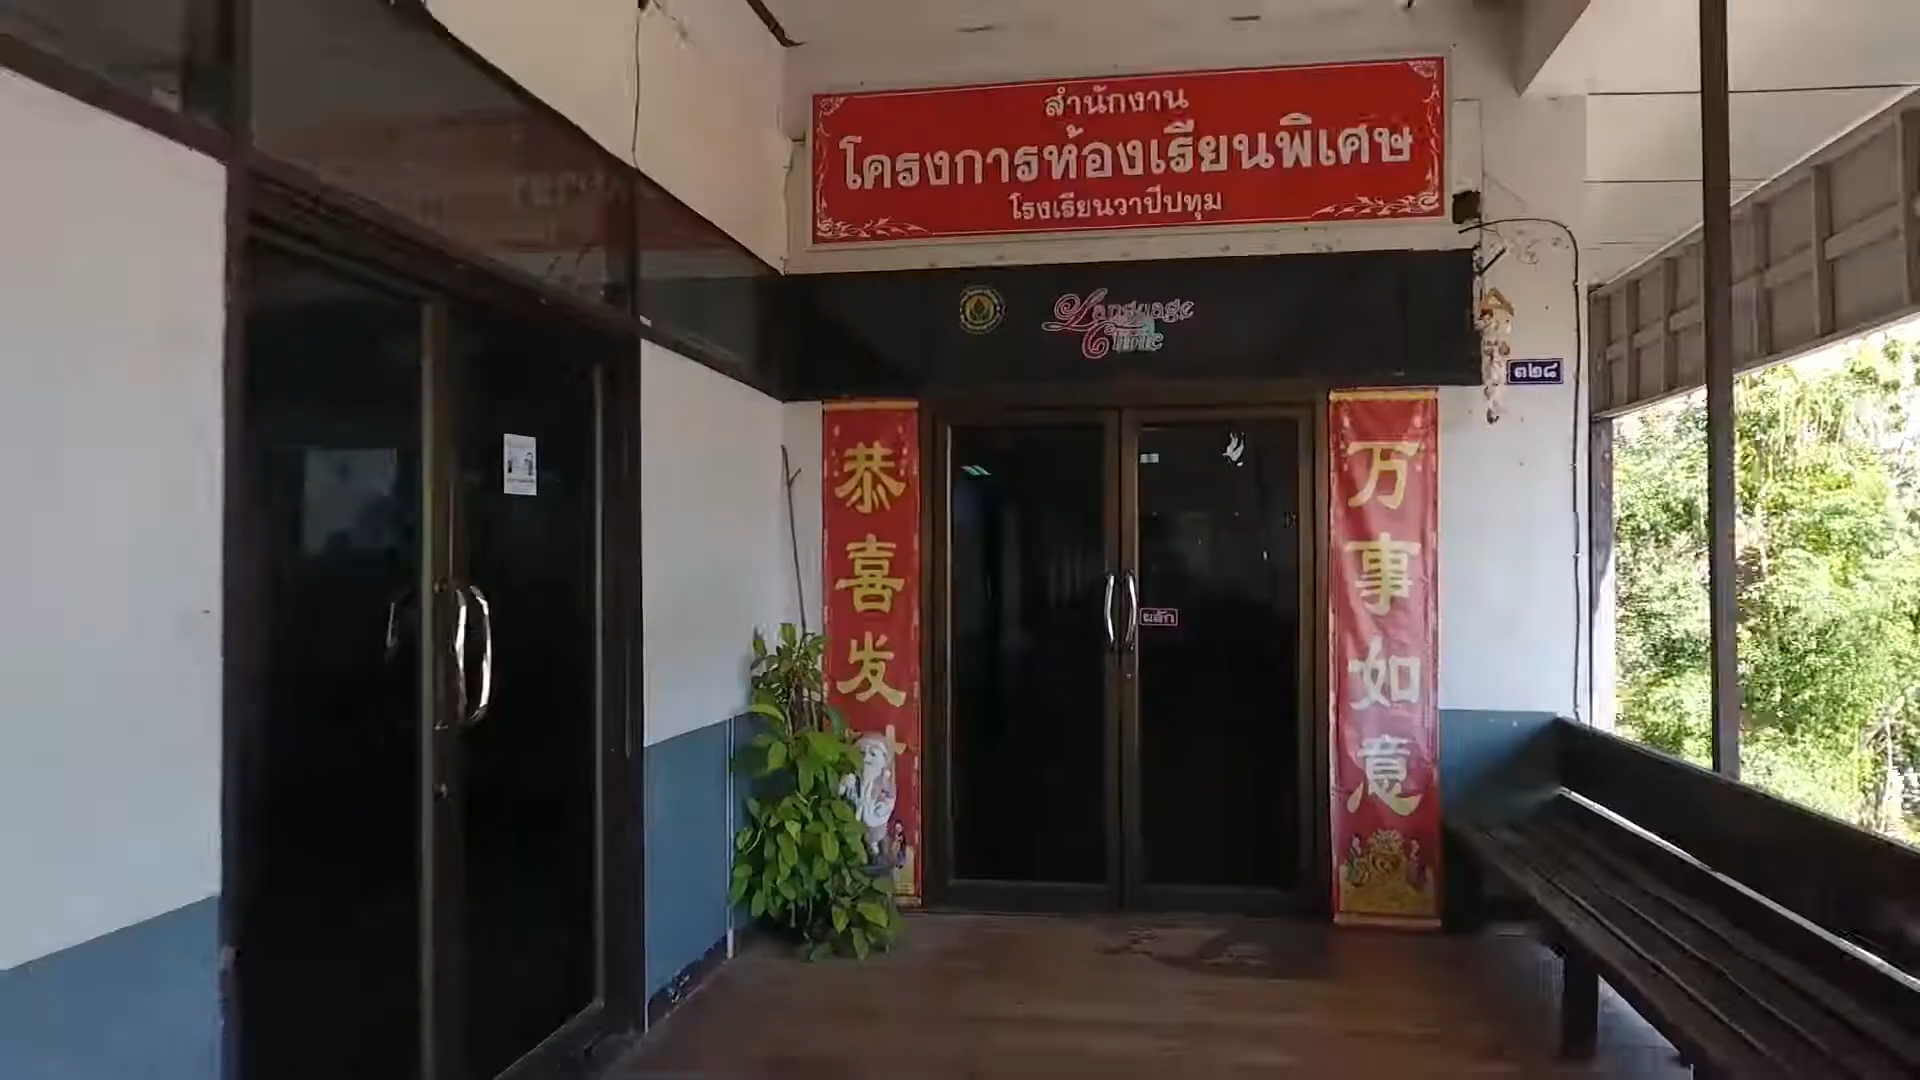 สำนักงาน
โครงการห้องเรียนพิเศษ
โรงเรียนวาปีปทุม
Language
Clinic
๓๒๘
恭喜发
万事如意
ผลัก